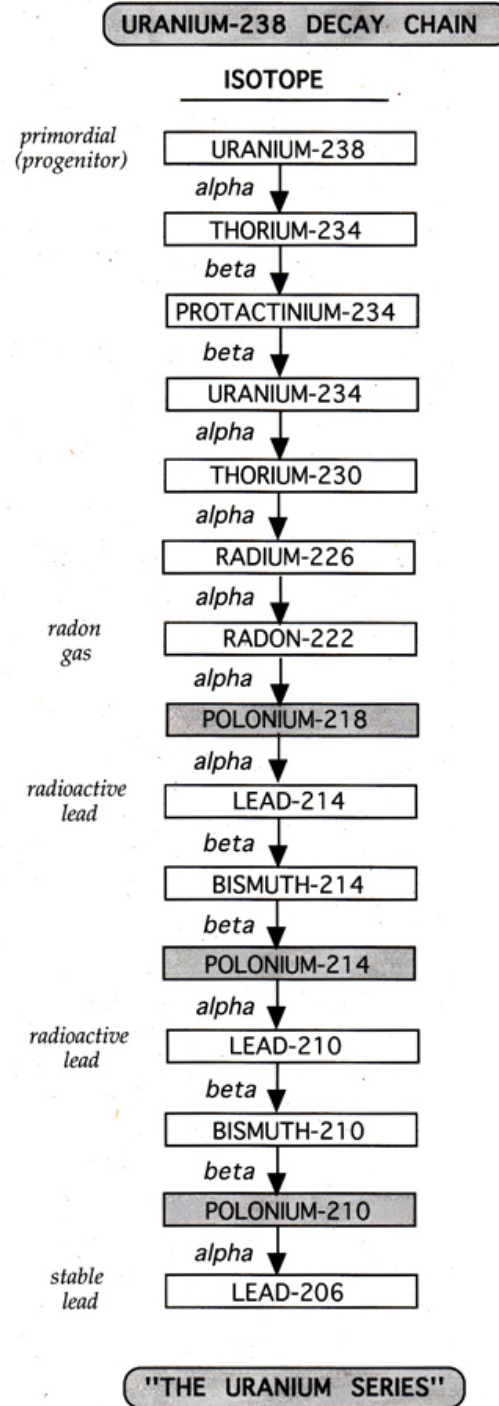 URANIUM-238 DECAY CHAIN
ISOTOPE
primordial
(progenitor)
URANIUM-238
alpha
THORIUM-234
beta
PROTACTINIUM-234
beta
URANIUM-234
alpha
THORIUM-230
alpha
RADIUM-226
alpha
radon
gas
RADON-222
alpha
POLONIUM-218
alpha
radioactive
lead
LEAD-214
beta
BISMUTH-214
beta
POLONIUM-214
alpha
radioactive
lead
LEAD-210
beta
BISMUTH-210
beta
POLONIUM-210
alpha
stable
lead
LEAD-206
"THE URANIUM SERIES"